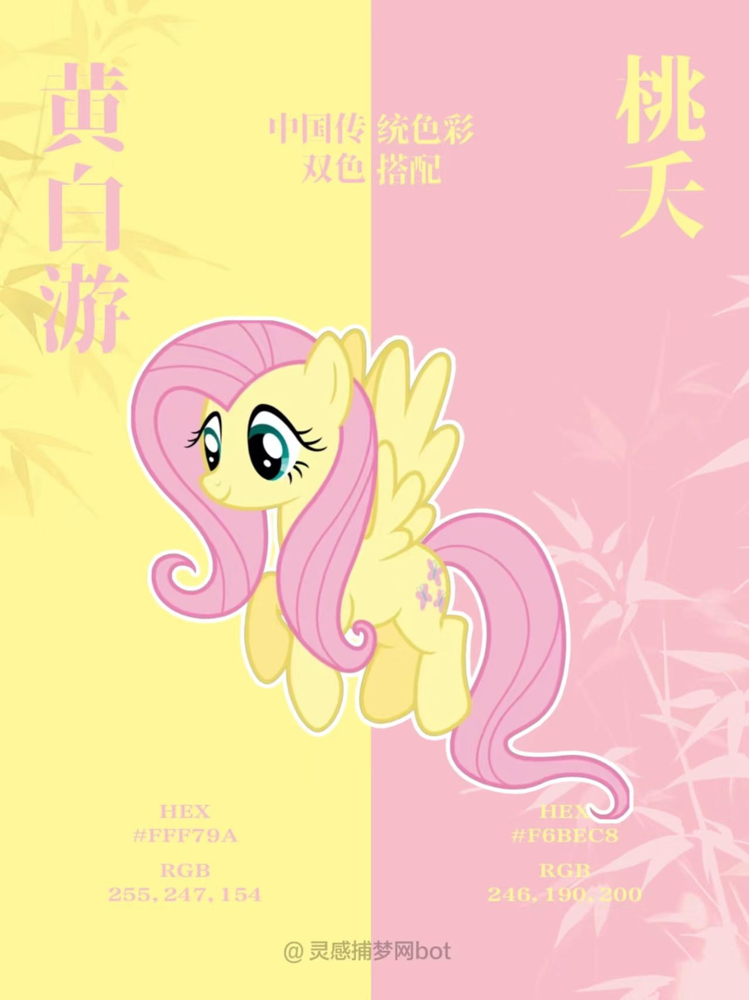 黄白游
桃夭
中国传统色彩
双色搭配
HEX
#FFF79A
RGB
255, 247, 154
HEX
#F6BEC8
RGB
246, 190, 200
@灵感捕梦网bot